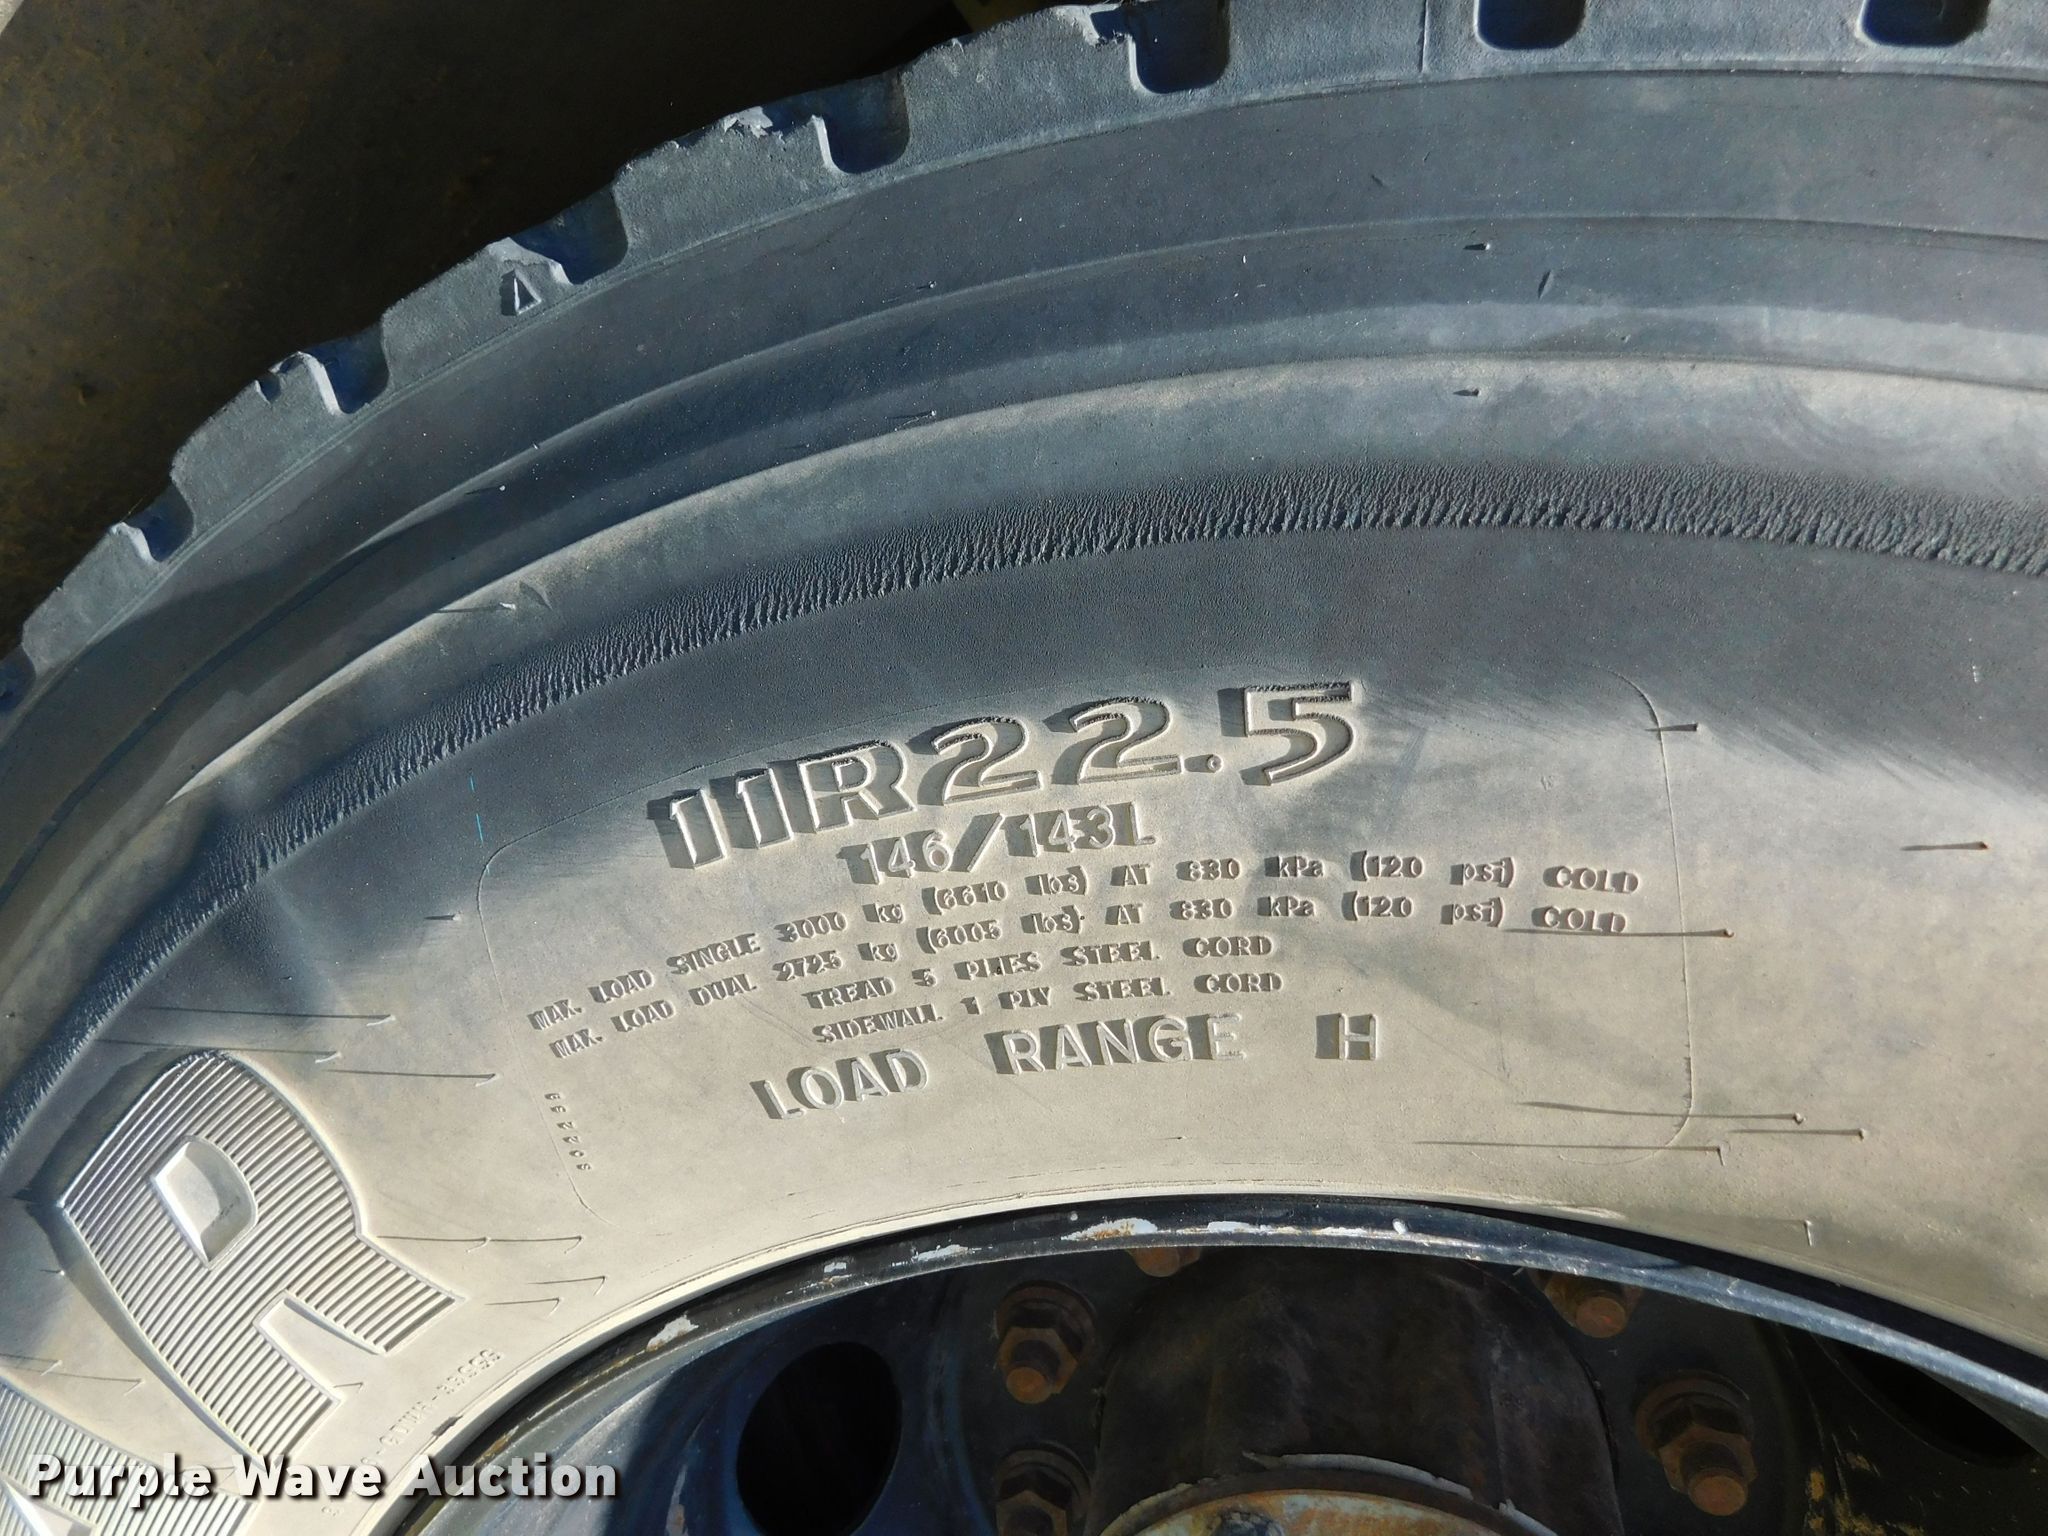 11R22.5
146/143L
MAX. LOAD SINGLE 3000 kg (6610 lbs) AT 830 kPa (120 psi) COLD
MAX. LOAD DUAL 2725 kg (6005 lbs) AT 830 kPa (120 psi) COLD
TREAD 5 PLIES STEEL CORD
SIDEWALL 1 PLY STEEL CORD
LOAD RANGE H
R
Purple Wave Auction